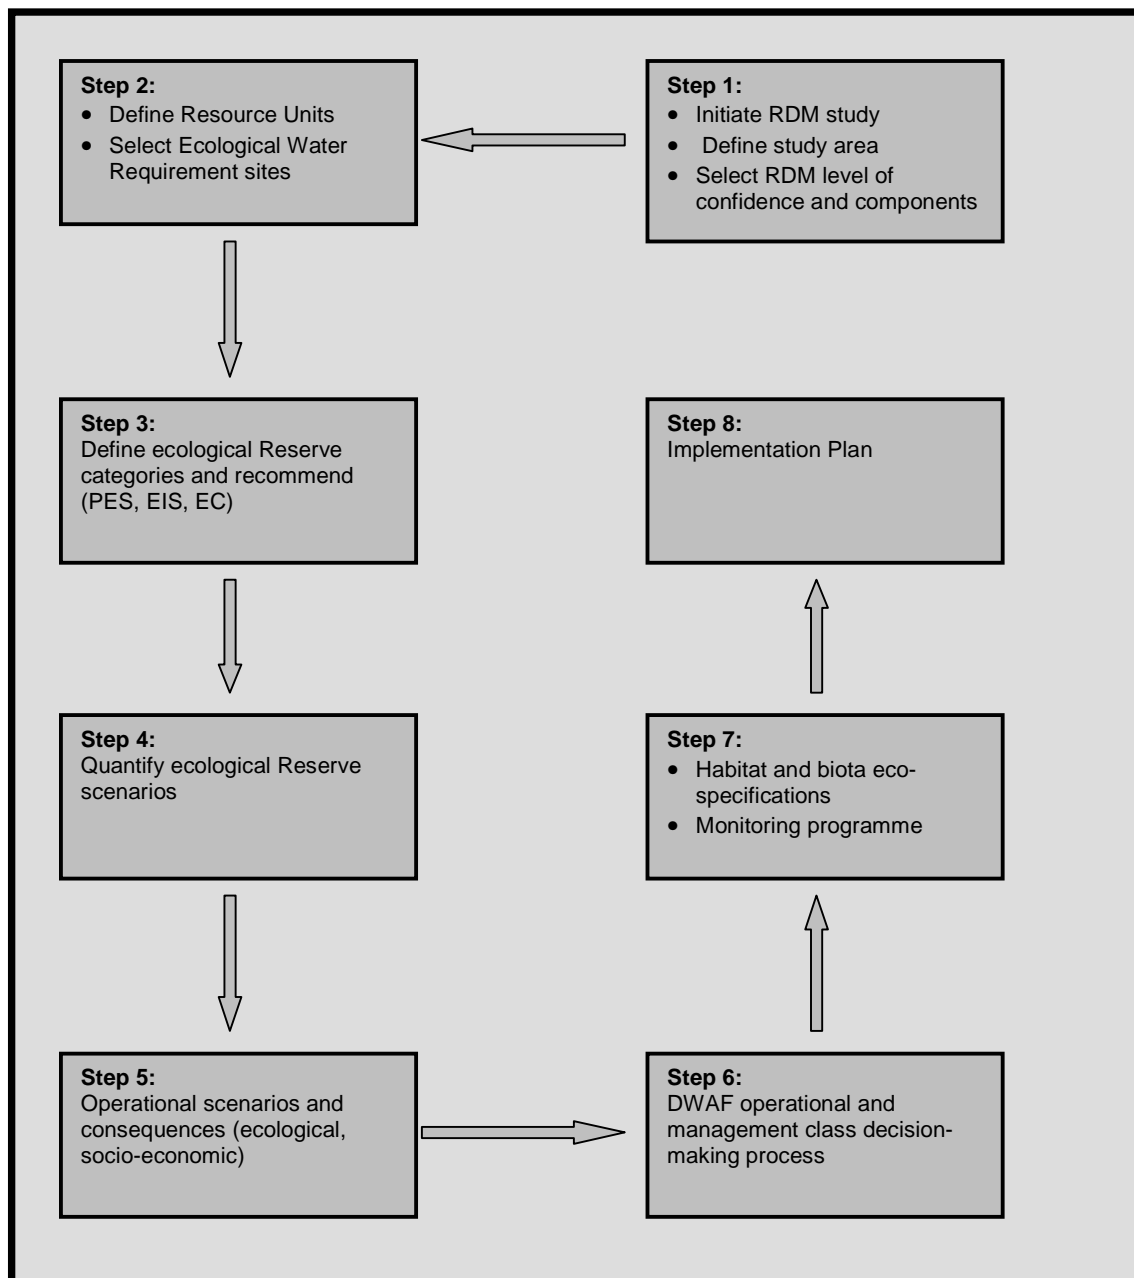 Step 1:
• Initiate RDM study
• Define study area
• Select RDM level of
confidence and components
Step 2:
• Define Resource Units
• Select Ecological Water
Requirement sites
Step 3:
Define ecological Reserve
categories and recommend
(PES, EIS, EC)
Step 4:
Quantify ecological Reserve
scenarios
Step 5:
Operational scenarios and
consequences (ecological,
socio-economic)
Step 6:
DWAF operational and
management class decision-
making process
Step 7:
• Habitat and biota eco-
specifications
• Monitoring programme
Step 8:
Implementation Plan